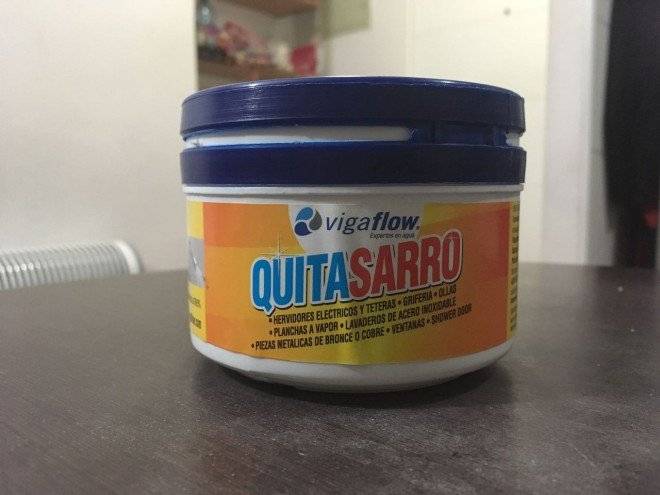 vigaflow.
Expertos en agua
QUITASARRO
• HERVIDORES ELECTRICOS Y TETERAS • GRIFERIA • OLLAS
• PLANCHAS A VAPOR • LAVADEROS DE ACERO INOXIDABLE
• PIEZAS METALICAS DE BRONCE O COBRE • VENTANAS • SHOWER DOOR